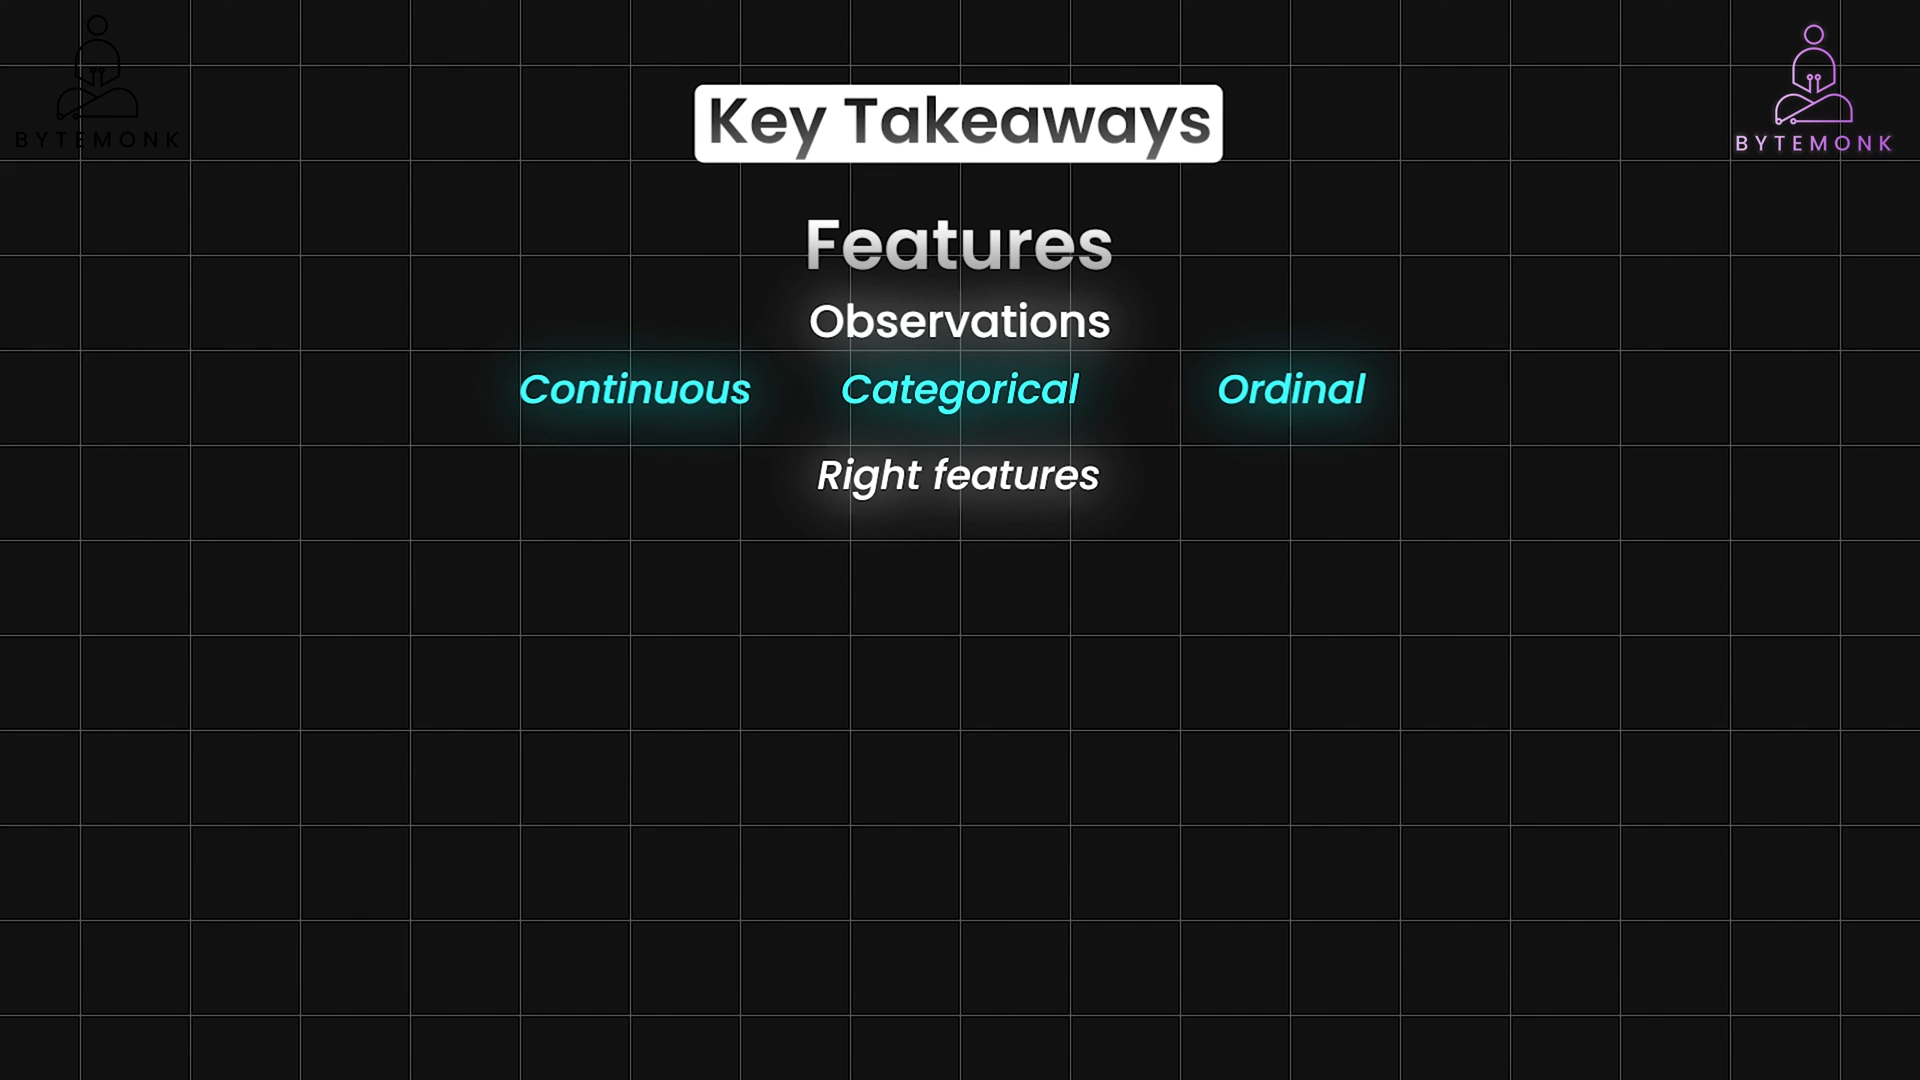 BYTEMONK
BYTEMONK
Key Takeaways
Features
Observations
Continuous Categorical Ordinal
Right features